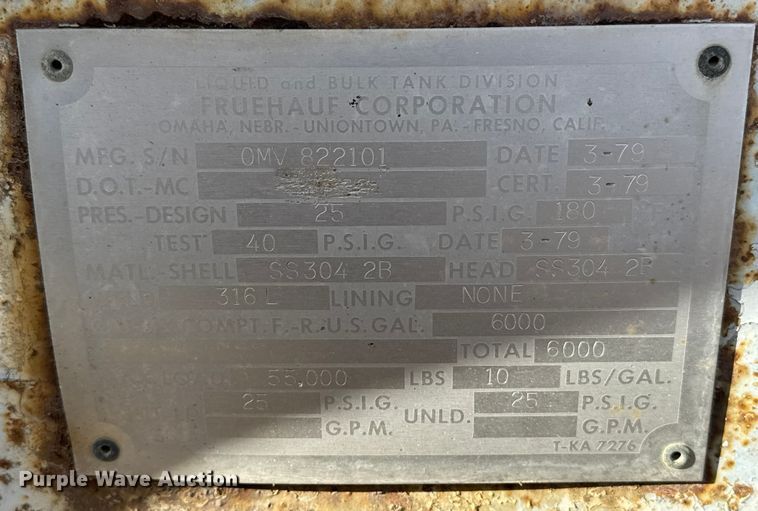 LIQUID and BULK TANK DIVISION
FRUEHAUF CORPORATION
OMAHA, NEBR.- UNIONTOWN, PA.- FRESNO, CALIF.
MFG. S/N OMV 822101 DATE 3-79
D.O.T.-MC CERT. 3-79
PRES.-DESIGN 25 P.S.I.G. 180
TEST 40 P.S.I.G. DATE 3-79
MATL.-SHELL SS304 2B HEAD SS304 2B
316 L LINING NONE
COMPT. F.-R. U.S. GAL. 6000
TOTAL 6000
55,000 LBS 10 LBS/GAL.
25 P.S.I.G. UNLD. 25 P.S.I.G.
G.P.M. G.P.M.
T-KA 7276
Purple Wave Auction